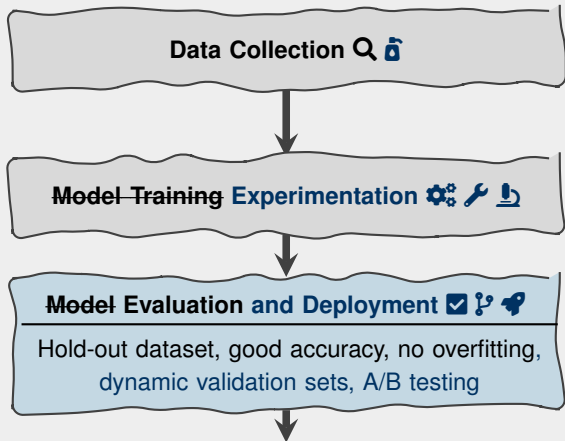 Data Collection
Model Training Experimentation
Model Evaluation and Deployment
Hold-out dataset, good accuracy, no overfitting,
dynamic validation sets, A/B testing